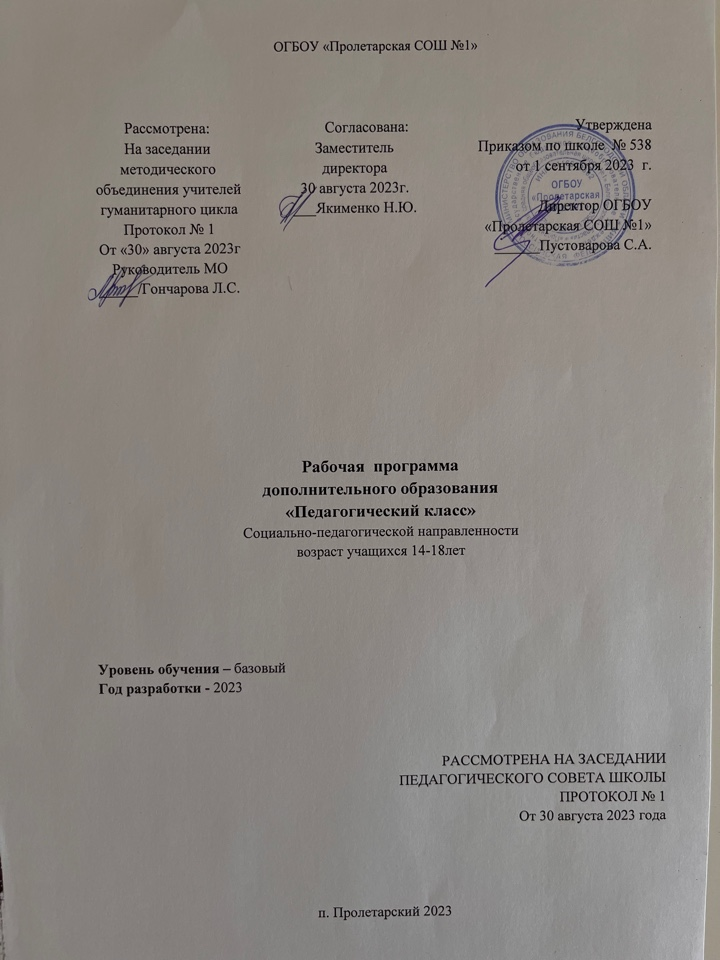 ОГБОУ «Пролетарская СОШ №1»
Рассмотрена:
На заседании
методического
объединения учителей
гуманитарного цикла
Протокол № 1
От «30» августа 2023г
Руководитель МО
/Гончарова Л.С.
Согласована:
Заместитель
директора
30 августа 2023г.
Якименко Н.Ю.
Утверждена
Приказом по школе № 538
от 1 сентября 2023 г.
Директор ОГБОУ
«Пролетарская СОШ №1»
Пустоварова С.А.
ОГБОУ
«Пролетарская
Рабочая программа
дополнительного образования
«Педагогический класс»
Социально-педагогической направленности
возраст учащихся 14-18лет
Уровень обучения – базовый
Год разработки - 2023
РАССМОТРЕНА НА ЗАСЕДАНИИ
ПЕДАГОГИЧЕСКОГО СОВЕТА ШКОЛЫ
ПРОТОКОЛ № 1
От 30 августа 2023 года
п. Пролетарский 2023